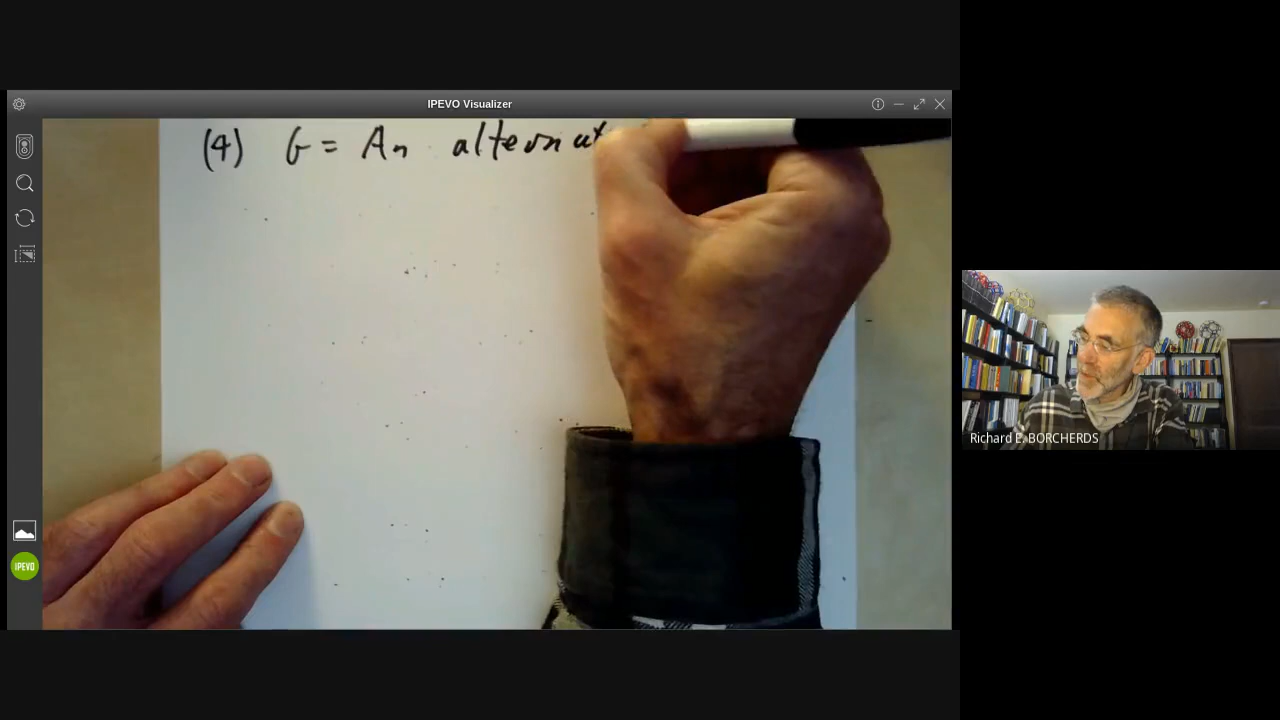 IPEVO Visualizer
(4) G = An alternat
IPEVO
Richard E. BORCHERDS